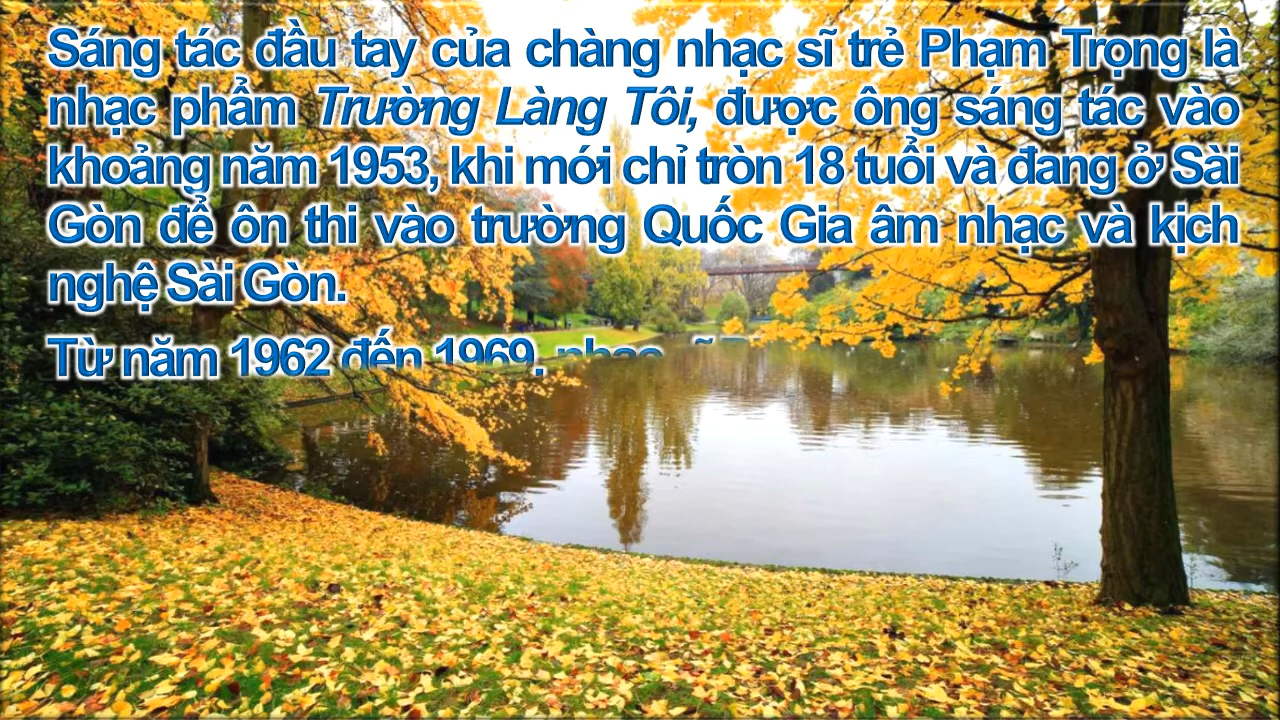 Sáng tác đầu tay của chàng nhạc sĩ trẻ Phạm Trọng là
nhạc phẩm Trường Làng Tôi, được ông sáng tác vào
khoảng năm 1953, khi mới chỉ tròn 18 tuổi và đang ở Sài
Gòn để ôn thi vào trường Quốc Gia âm nhạc và kịch
nghệ Sài Gòn.
Từ năm 1962 đến 1969,